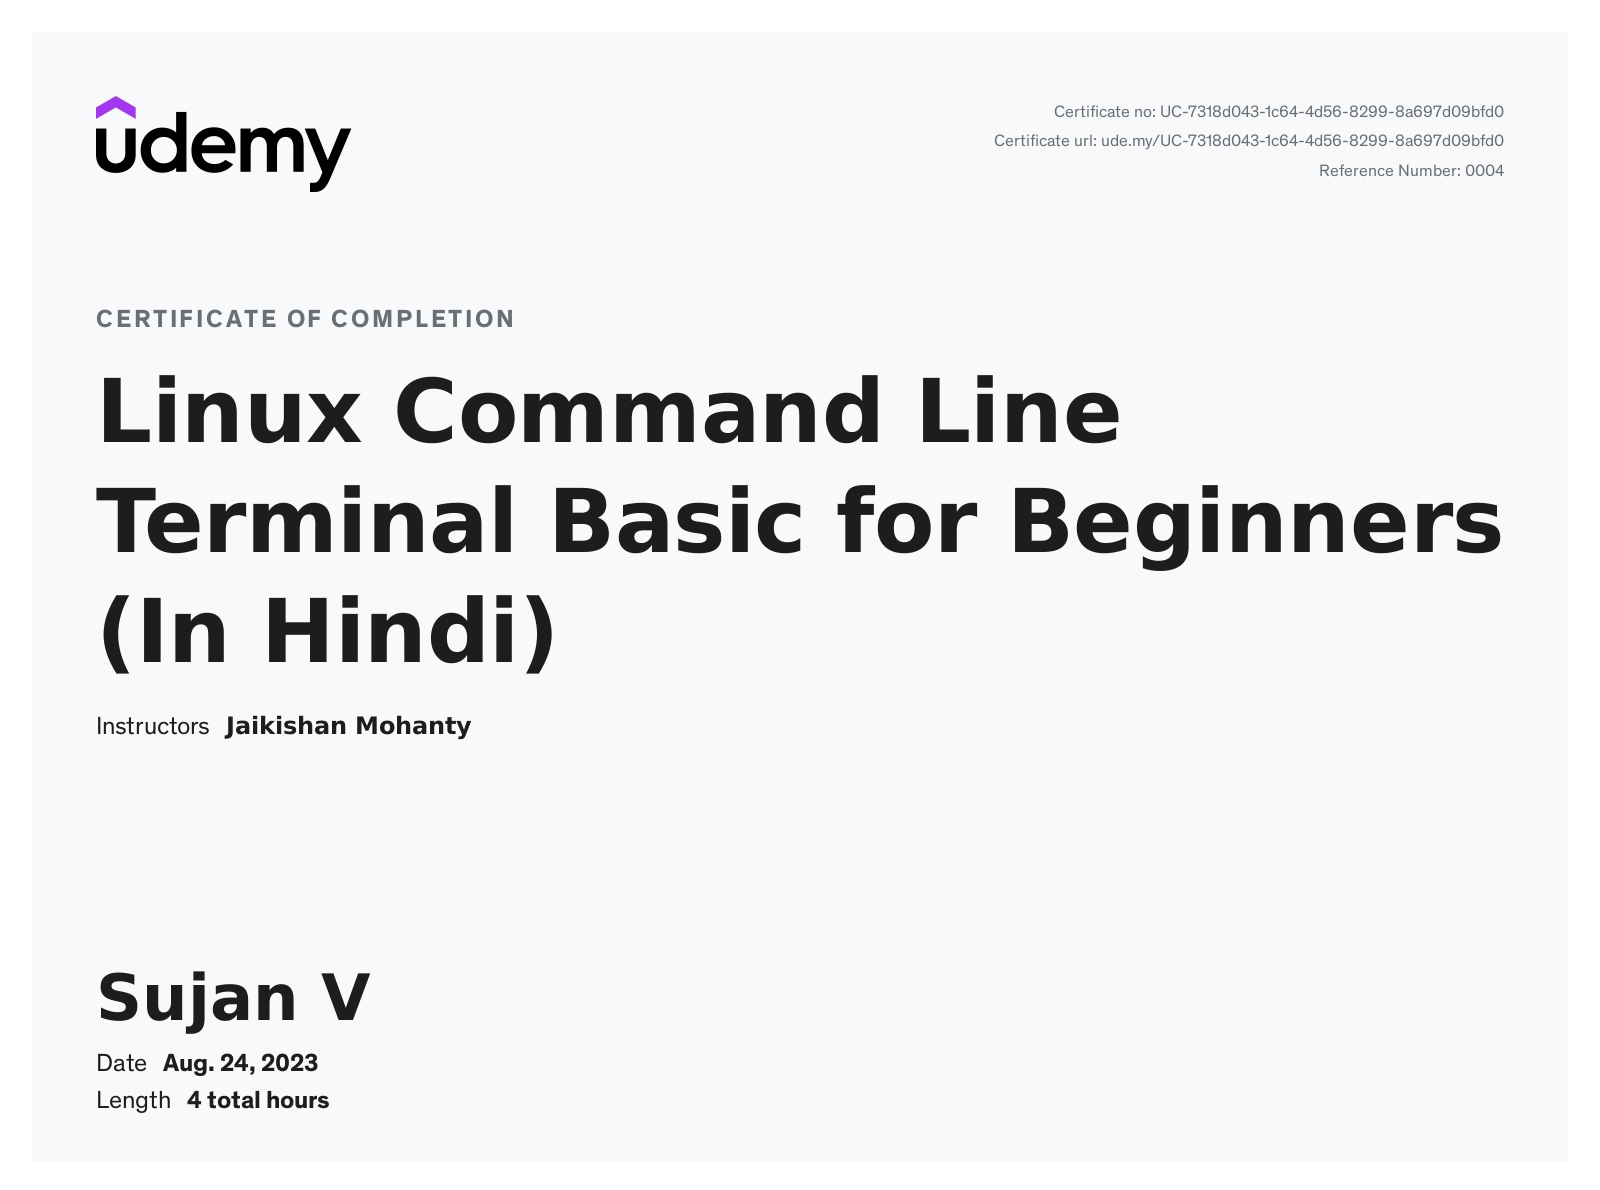 udemy
Certificate no: UC-7318d043-1c64-4d56-8299-8a697d09bfd0
Certificate url: ude.my/UC-7318d043-1c64-4d56-8299-8a697d09bfd0
Reference Number: 0004
CERTIFICATE OF COMPLETION
Linux Command Line
Terminal Basic for Beginners
(In Hindi)
Instructors Jaikishan Mohanty
Sujan V
Date Aug. 24, 2023
Length 4 total hours